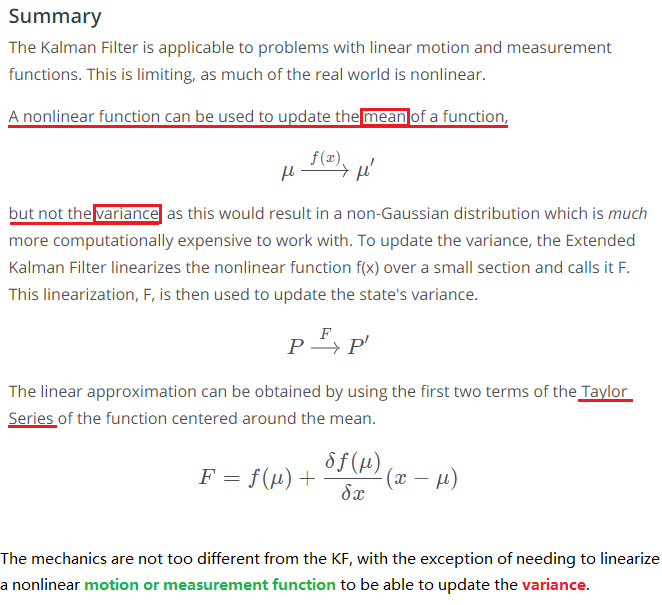 Summary
The Kalman Filter is applicable to problems with linear motion and measurement
functions. This is limiting, as much of the real world is nonlinear.
A nonlinear function can be used to update the mean of a function,
μ \xrightarrow{f(x)} μ′
but not the variance, as this would result in a non-Gaussian distribution which is much
more computationally expensive to work with. To update the variance, the Extended
Kalman Filter linearizes the nonlinear function f(x) over a small section and calls it F.
This linearization, F, is then used to update the state's variance.
P \xrightarrow{F} P′
The linear approximation can be obtained by using the first two terms of the Taylor
Series of the function centered around the mean.
F = f(μ) + \frac{δf(μ)}{δx}(x − μ)
The mechanics are not too different from the KF, with the exception of needing to linearize
a nonlinear motion or measurement function to be able to update the variance.